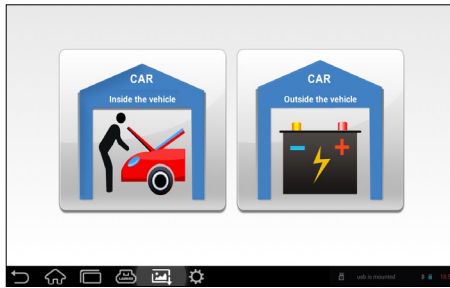 CAR
Inside the vehicle
CAR
Outside the vehicle
usb is mounted